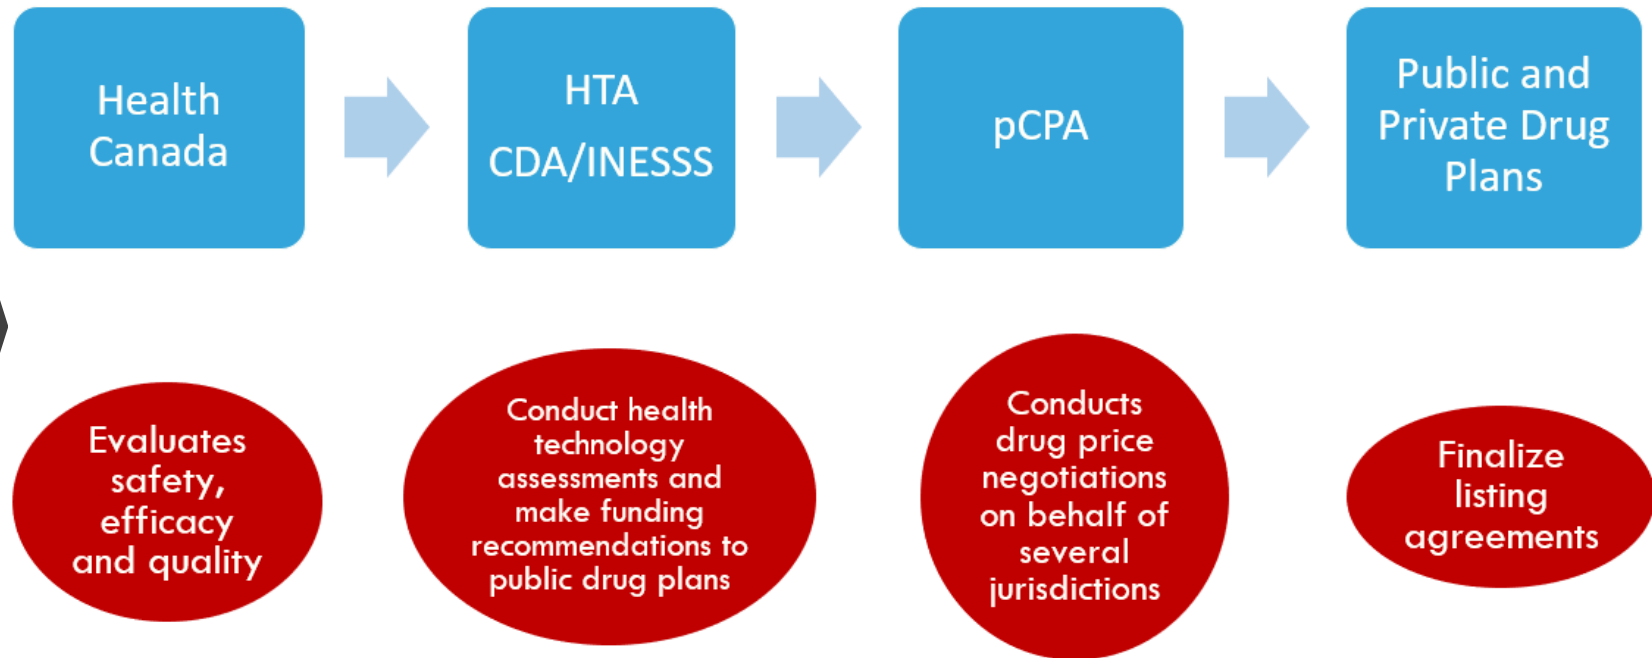 Health
Canada
HTA
CDA/INESSS
pCPA
Public and
Private Drug
Plans
Evaluates
safety,
efficacy
and quality
Conduct health
technology
assessments and
make funding
recommendations to
public drug plans
Conducts
drug price
negotiations
on behalf of
several
jurisdictions
Finalize
listing
agreements